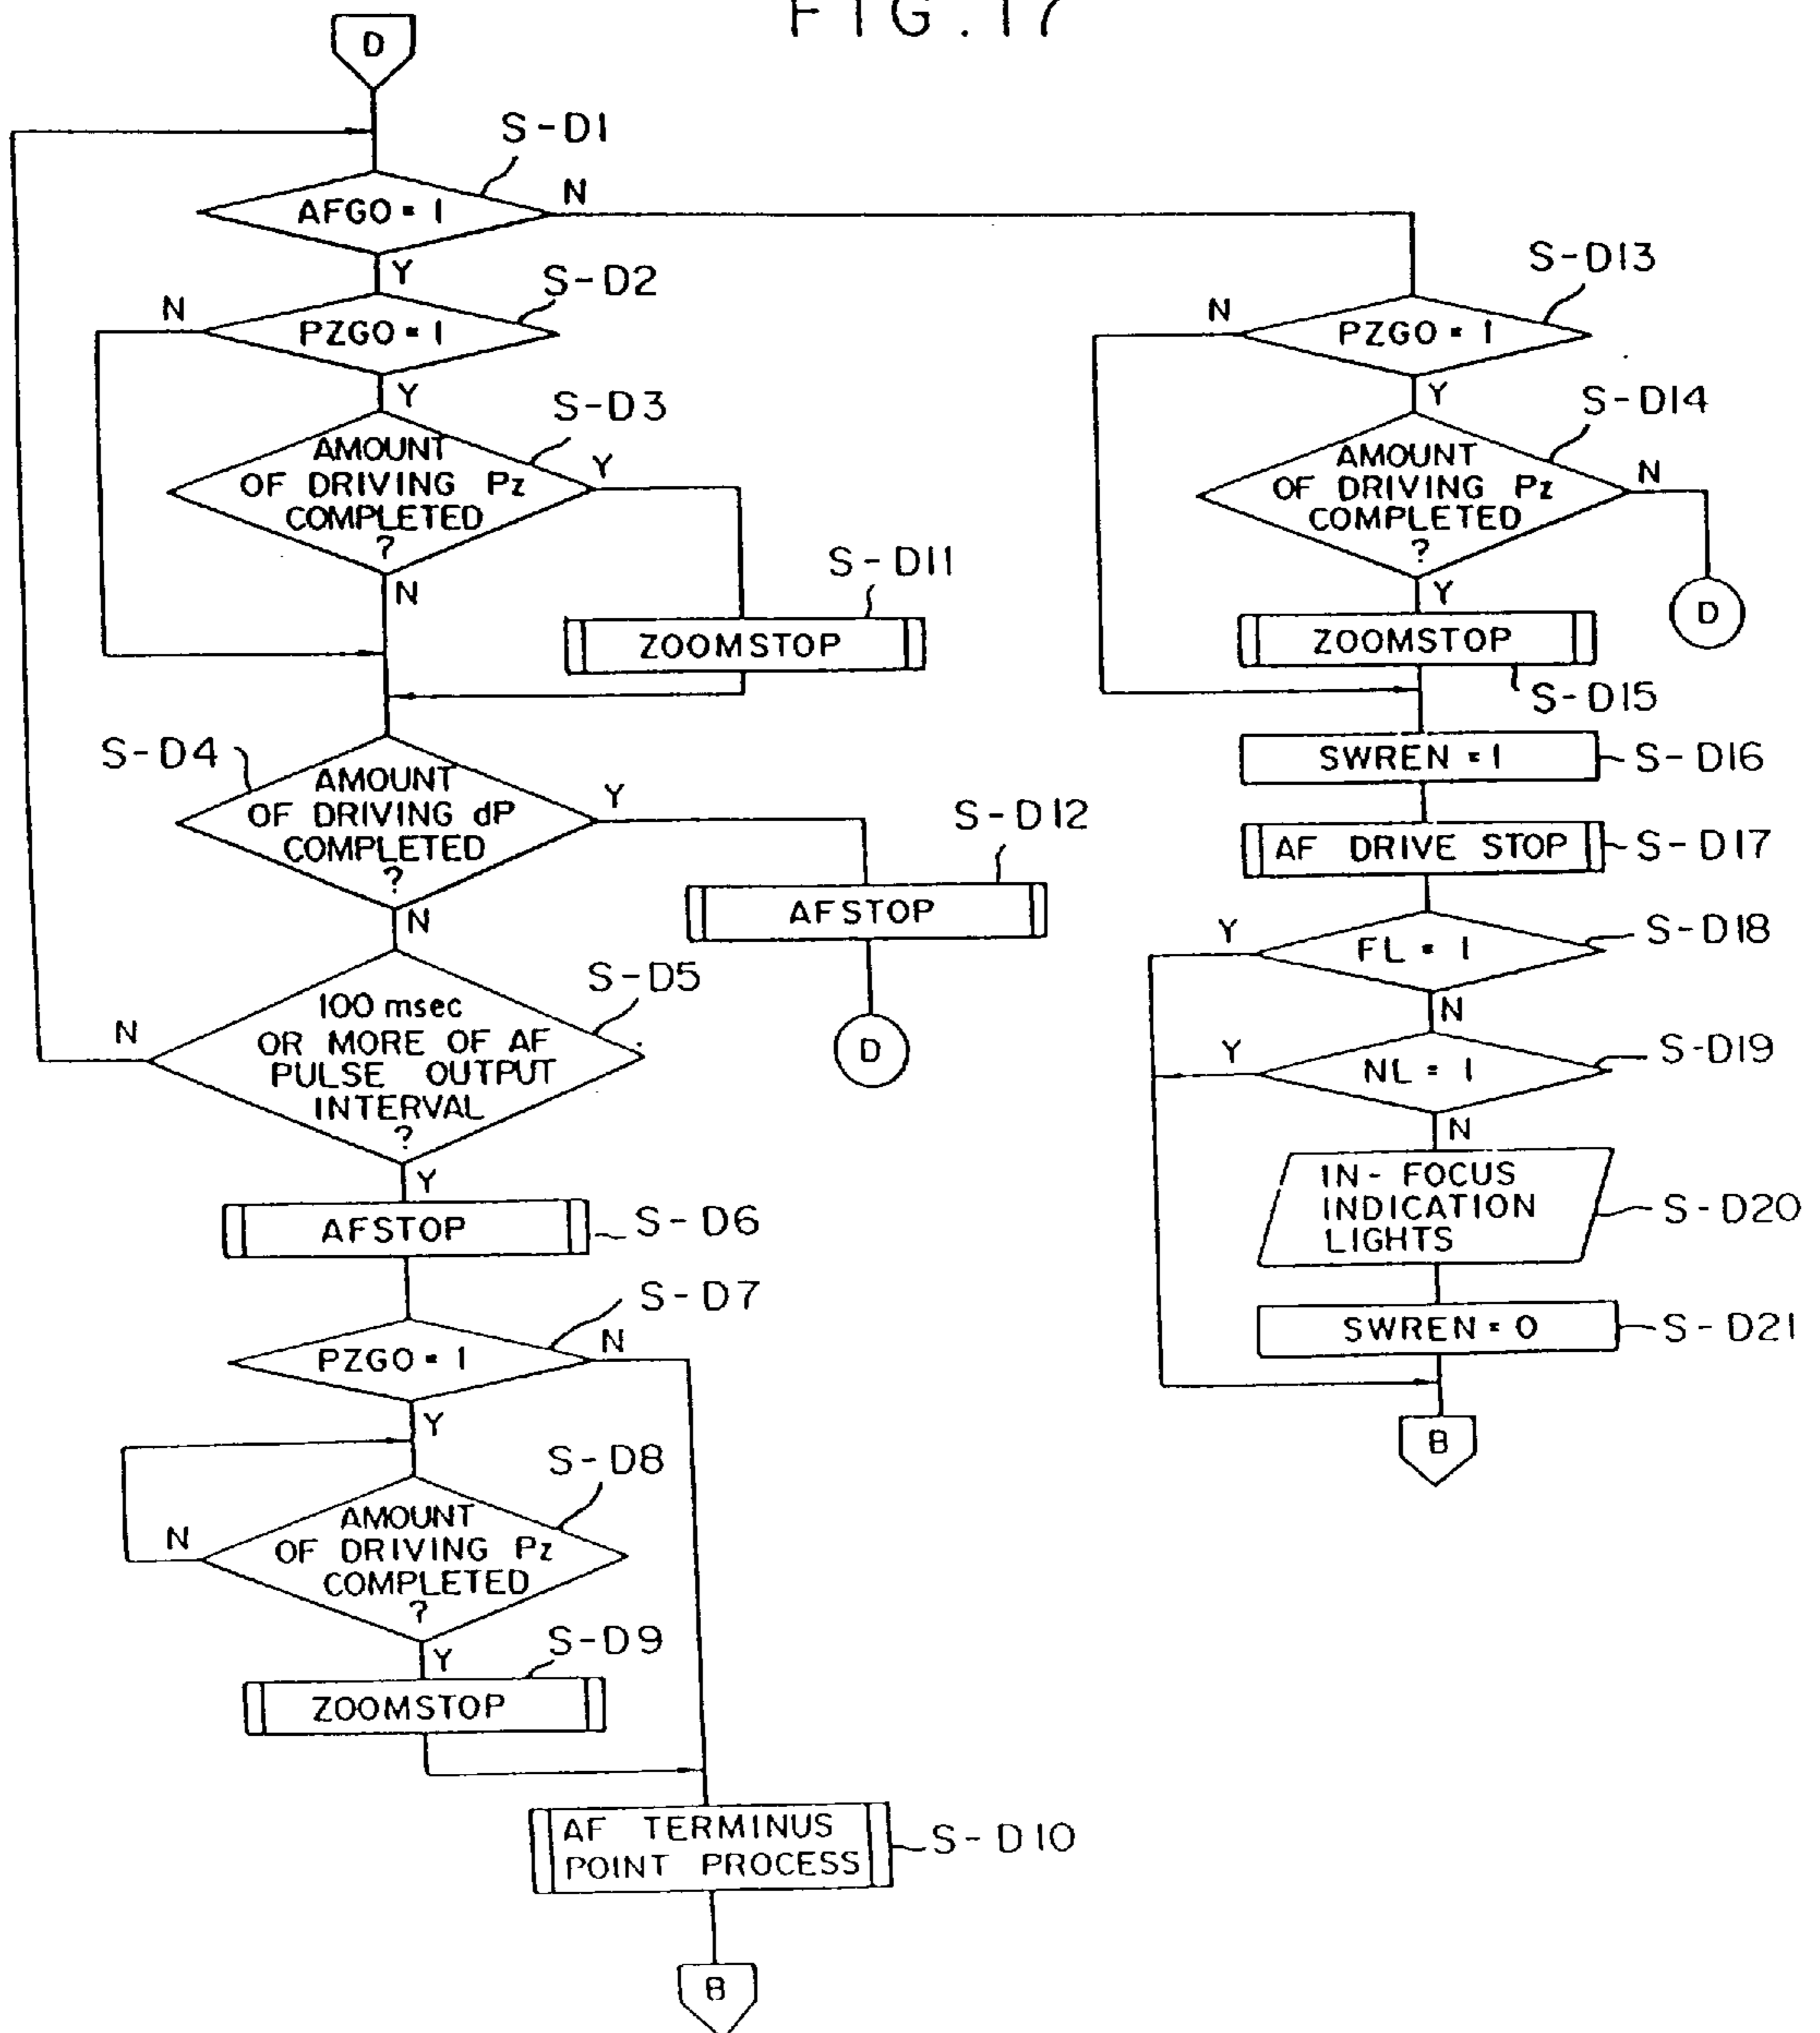 FIG. 17
D
S-D1
AFGO = 1
N
Y
S-D2
N
PZGO = 1
Y
S-D3
AMOUNT
OF DRIVING Pz
COMPLETED
?
Y
N
S-D11
ZOOMSTOP
S-D4
AMOUNT
OF DRIVING dP
COMPLETED
?
Y
N
S-D12
AFSTOP
D
S-D5
100 msec
OR MORE OF AF
PULSE OUTPUT
INTERVAL
?
N
Y
AFSTOP
S-D6
S-D7
PZGO = 1
N
Y
S-D8
AMOUNT
OF DRIVING Pz
COMPLETED
?
N
Y
S-D9
ZOOMSTOP
AF TERMINUS
POINT PROCESS
S-D10
B
S-D13
N
PZGO = 1
Y
S-D14
AMOUNT
OF DRIVING Pz
COMPLETED
?
N
D
Y
ZOOMSTOP
S-D15
SWREN = 1
S-D16
AF DRIVE STOP
S-D17
Y
FL = 1
S-D18
N
Y
NL = 1
S-D19
N
IN-FOCUS
INDICATION
LIGHTS
S-D20
SWREN = 0
S-D21
B